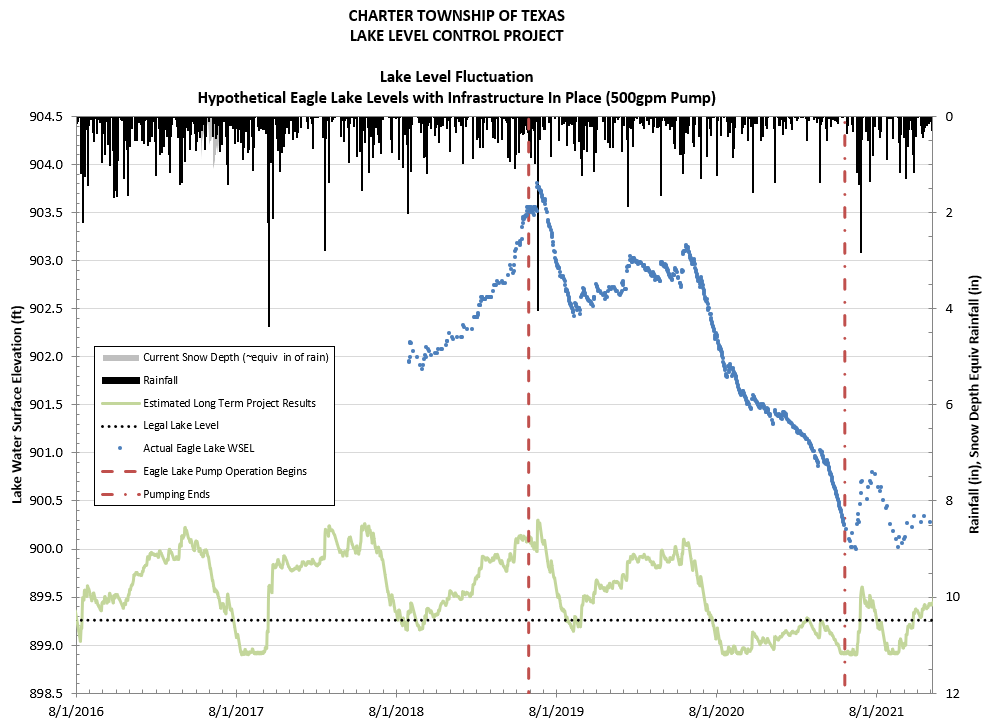 CHARTER TOWNSHIP OF TEXAS
LAKE LEVEL CONTROL PROJECT
Lake Level Fluctuation
Hypothetical Eagle Lake Levels with Infrastructure In Place (500gpm Pump)
Lake Water Surface Elevation (ft)
904.5
904.0
903.5
903.0
902.5
902.0
901.5
901.0
900.5
900.0
899.5
899.0
898.5
Current Snow Depth (~equiv in of rain)
Rainfall
Estimated Long Term Project Results
Legal Lake Level
Actual Eagle Lake WSEL
Eagle Lake Pump Operation Begins
Pumping Ends
0
2
4
6
8
10
12
Rainfall (in), Snow Depth Equiv Rainfall (in)
8/1/2016
8/1/2017
8/1/2018
8/1/2019
8/1/2020
8/1/2021